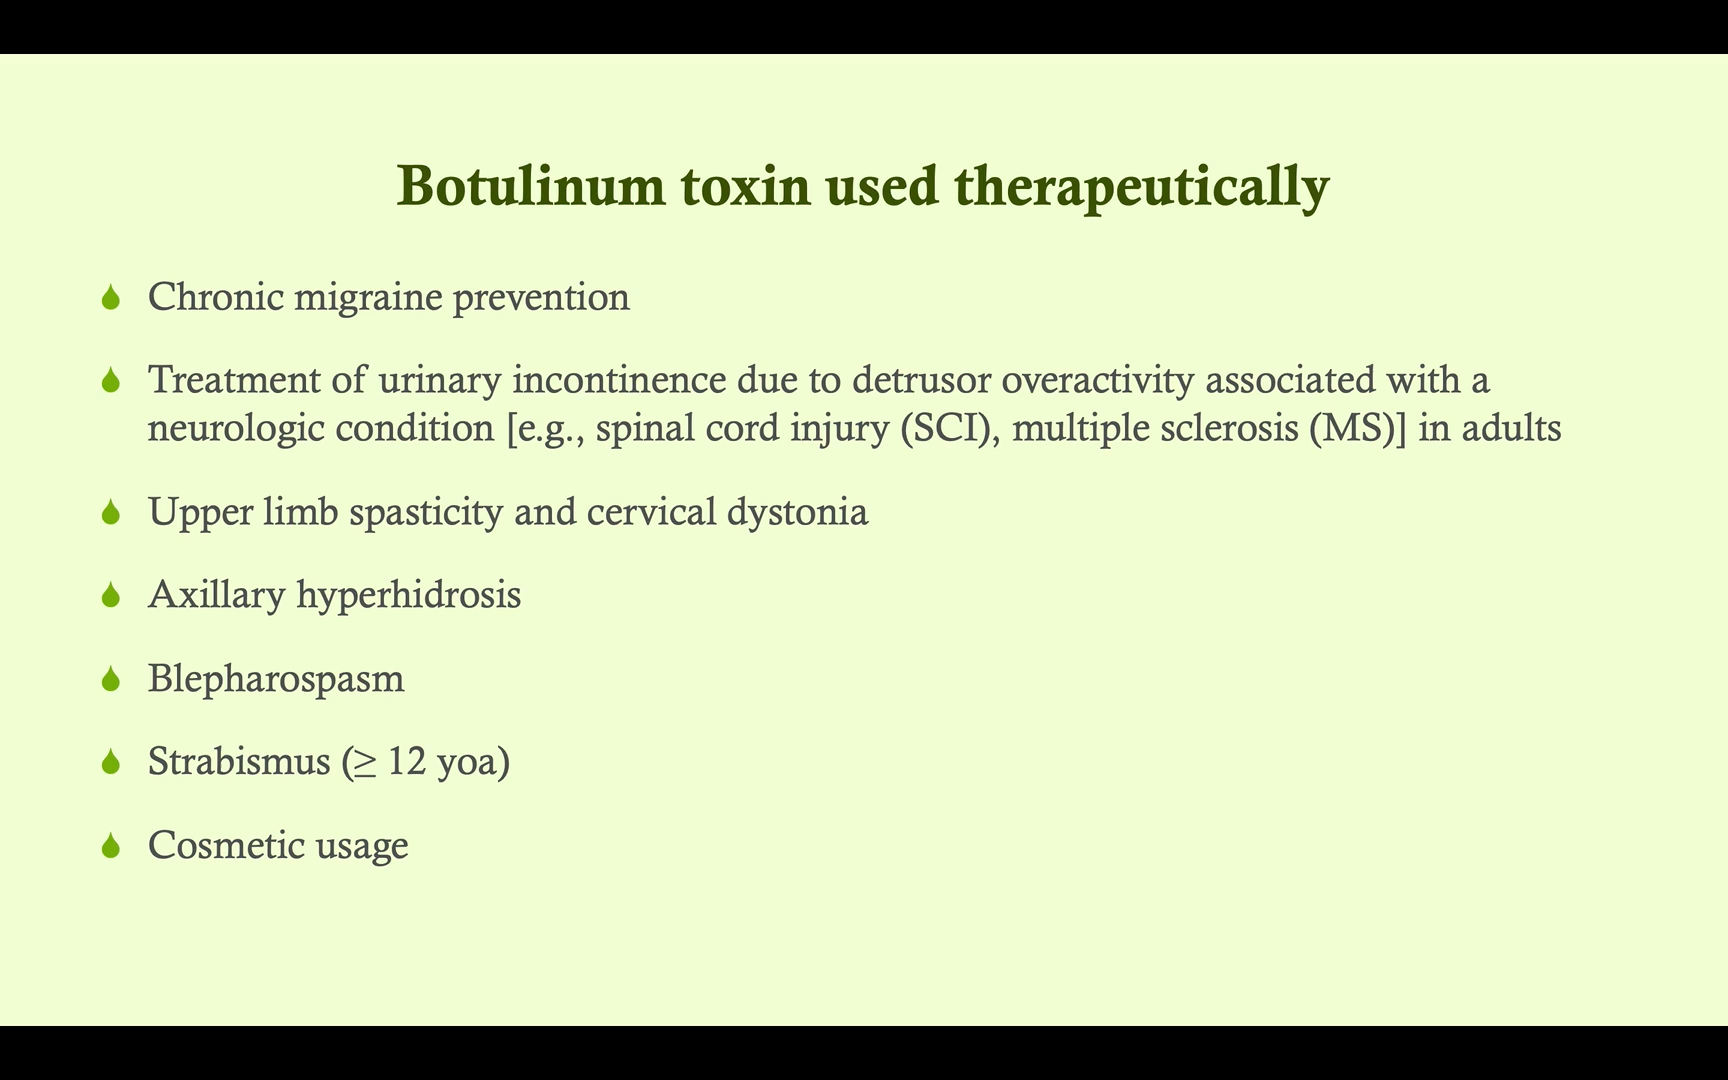 Botulinum toxin used therapeutically
Chronic migraine prevention
Treatment of urinary incontinence due to detrusor overactivity associated with a
neurologic condition [e.g., spinal cord injury (SCI), multiple sclerosis (MS)] in adults
Upper limb spasticity and cervical dystonia
Axillary hyperhidrosis
Blepharospasm
Strabismus (≥ 12 yoa)
Cosmetic usage